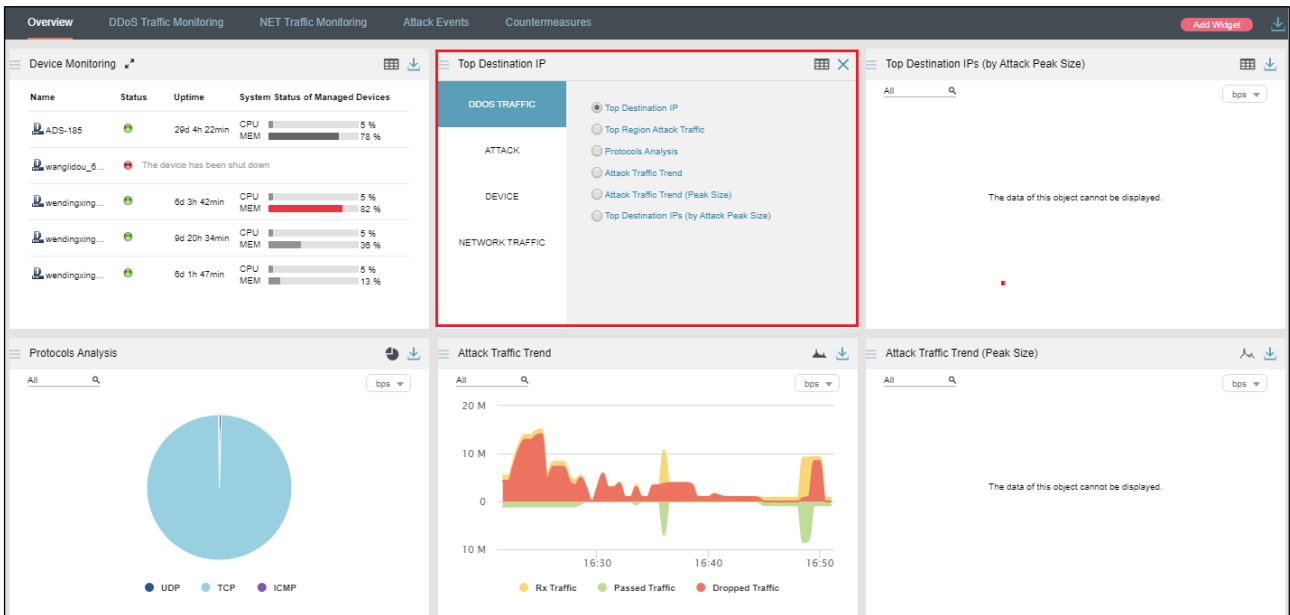 Overview DDoS Traffic Monitoring NET Traffic Monitoring Attack Events Countermeasures Add Widget
Device Monitoring
Name Status Uptime System Status of Managed Devices
ADS-185 29d 4h 22min CPU 5 %
MEM 78 %
wanglidou_6... The device has been shut down
wendingxing... 6d 3h 42min CPU 5 %
MEM 82 %
wendingxing... 9d 20h 34min CPU 5 %
MEM 36 %
wendingxing... 6d 1h 47min CPU 5 %
MEM 13 %
Top Destination IP
DDOS TRAFFIC
ATTACK
DEVICE
NETWORK TRAFFIC
Top Destination IP
Top Region Attack Traffic
Protocols Analysis
Attack Traffic Trend
Attack Traffic Trend (Peak Size)
Top Destination IPs (by Attack Peak Size)
Top Destination IPs (by Attack Peak Size)
All bps
The data of this object cannot be displayed.
Protocols Analysis
All bps
UDP TCP ICMP
Attack Traffic Trend
All bps
20 M
10 M
0
10 M
16:30 16:40 16:50
Rx Traffic Passed Traffic Dropped Traffic
Attack Traffic Trend (Peak Size)
All bps
The data of this object cannot be displayed.